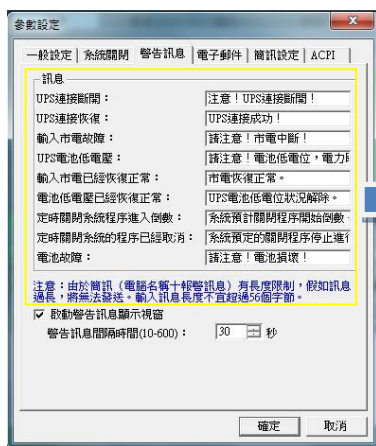 參數設定
一般設定 系統關閉 警告訊息 電子郵件 簡訊設定 ACPI
訊息
UPS連接斷開： 注意！UPS連接斷開！
UPS連接恢復： UPS連接成功！
輸入市電故障： 請注意！市電中斷！
UPS電池低電壓： 請注意！電池低電位，電力
輸入市電已經恢復正常： 市電恢復正常。
電池低電壓已經恢復正常： UPS電池低電位狀況解除。
定時關閉系統程序進入倒數： 系統預計關閉程序開始倒數
定時關閉系統的程序已經取消： 系統預定的關閉程序停止進
電池故障： 請注意！電池損壞！
注意：由於簡訊（電腦名稱十報警訊息）有長度限制，假如訊息
過長，將無法發送。輸入訊息長度不宜超過56個字節。
啟動警告訊息顯示視窗
警告訊息間隔時間(10-600)： 30 秒
確定 取消